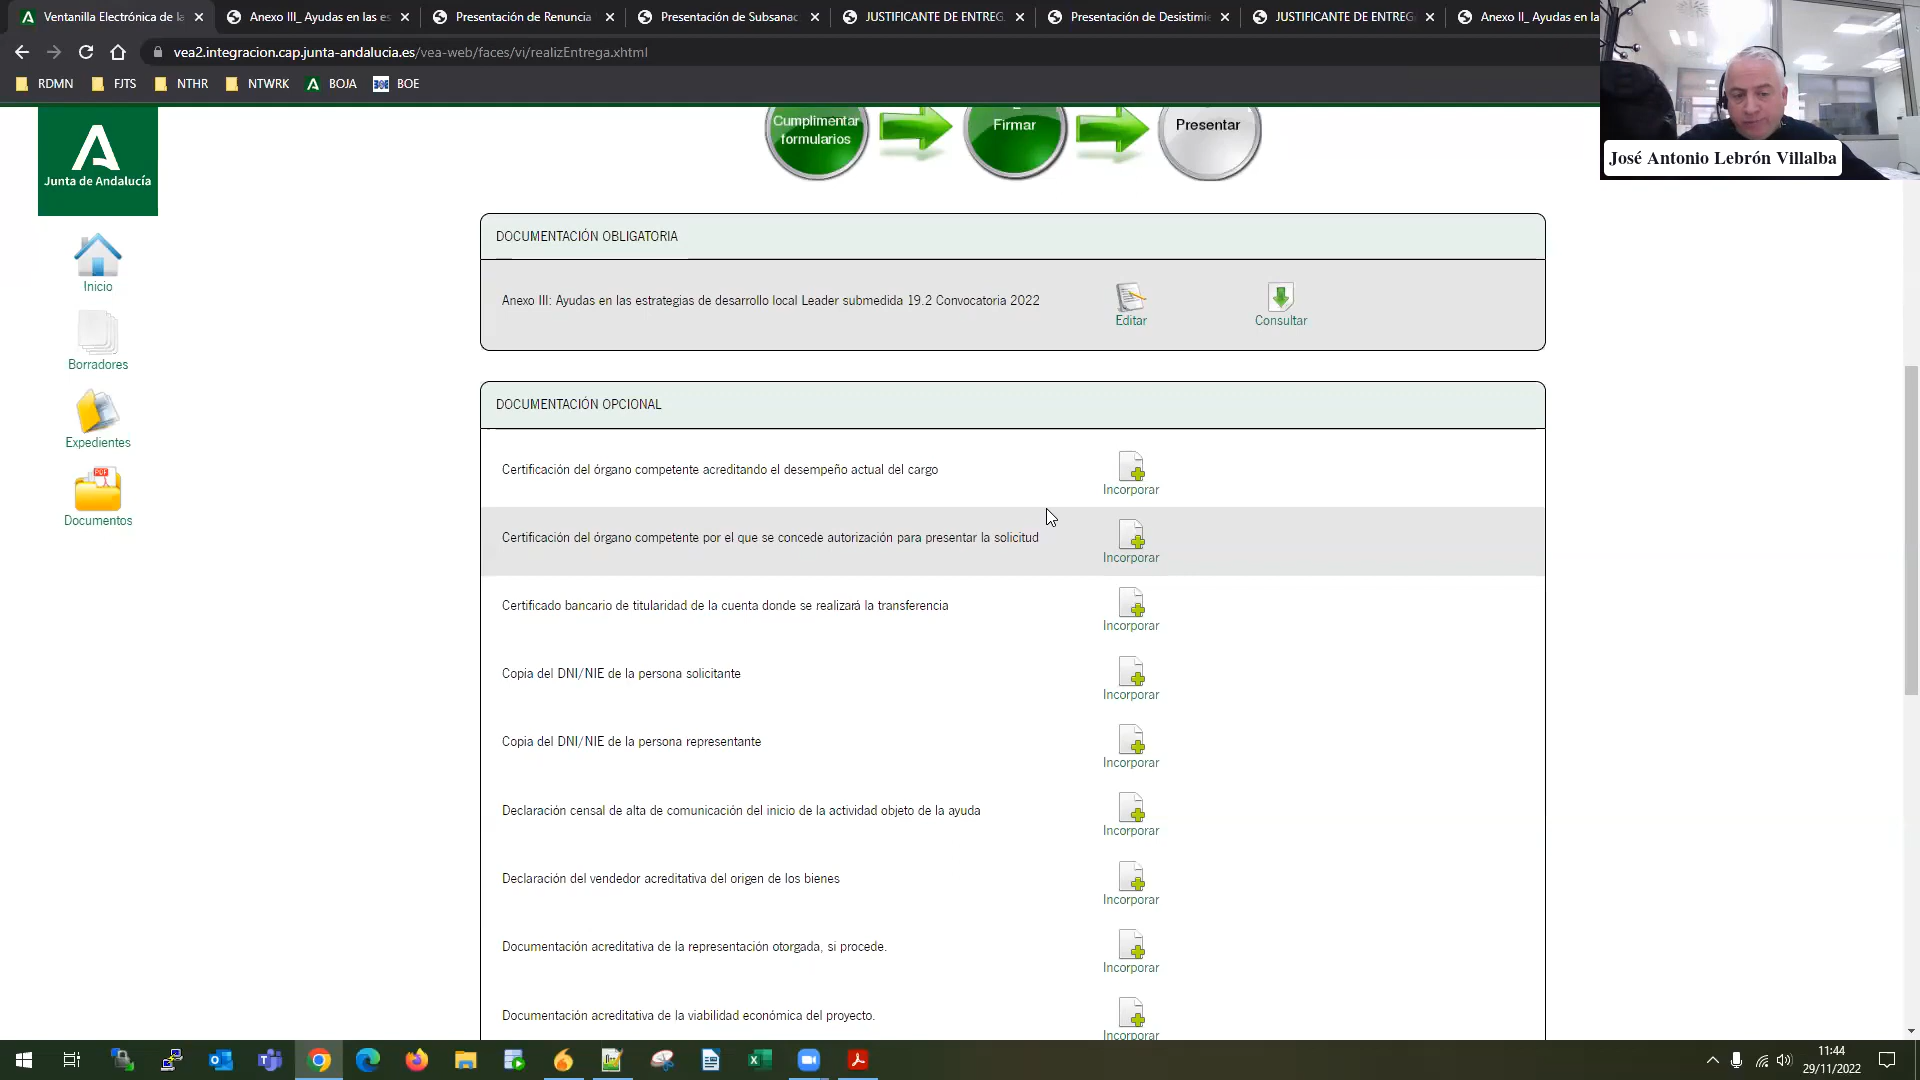 Ventanilla Electrónica de la
Anexo III_ Ayudas en las es
Presentación de Renuncia
Presentación de Subsanac
JUSTIFICANTE DE ENTREG
Presentación de Desistimie
JUSTIFICANTE DE ENTREG
Anexo II_ Ayudas en la
vea2.integracion.cap.junta-andalucia.es/vea-web/faces/vi/realizEntrega.xhtml
RDMN
FJTS
NTHR
NTWRK
BOJA
BOE
José Antonio Lebrón Villalba
Junta de Andalucía
Inicio
Borradores
Expedientes
PDF
Documentos
Cumplimentar
formularios
Firmar
Presentar
DOCUMENTACIÓN OBLIGATORIA
Anexo III: Ayudas en las estrategias de desarrollo local Leader submedida 19.2 Convocatoria 2022
Editar
Consultar
DOCUMENTACIÓN OPCIONAL
Certificación del órgano competente acreditando el desempeño actual del cargo
Incorporar
Certificación del órgano competente por el que se concede autorización para presentar la solicitud
Incorporar
Certificado bancario de titularidad de la cuenta donde se realizará la transferencia
Incorporar
Copia del DNI/NIE de la persona solicitante
Incorporar
Copia del DNI/NIE de la persona representante
Incorporar
Declaración censal de alta de comunicación del inicio de la actividad objeto de la ayuda
Incorporar
Declaración del vendedor acreditativa del origen de los bienes
Incorporar
Documentación acreditativa de la representación otorgada, si procede.
Incorporar
Documentación acreditativa de la viabilidad económica del proyecto.
Incorporar
11:44
29/11/2022